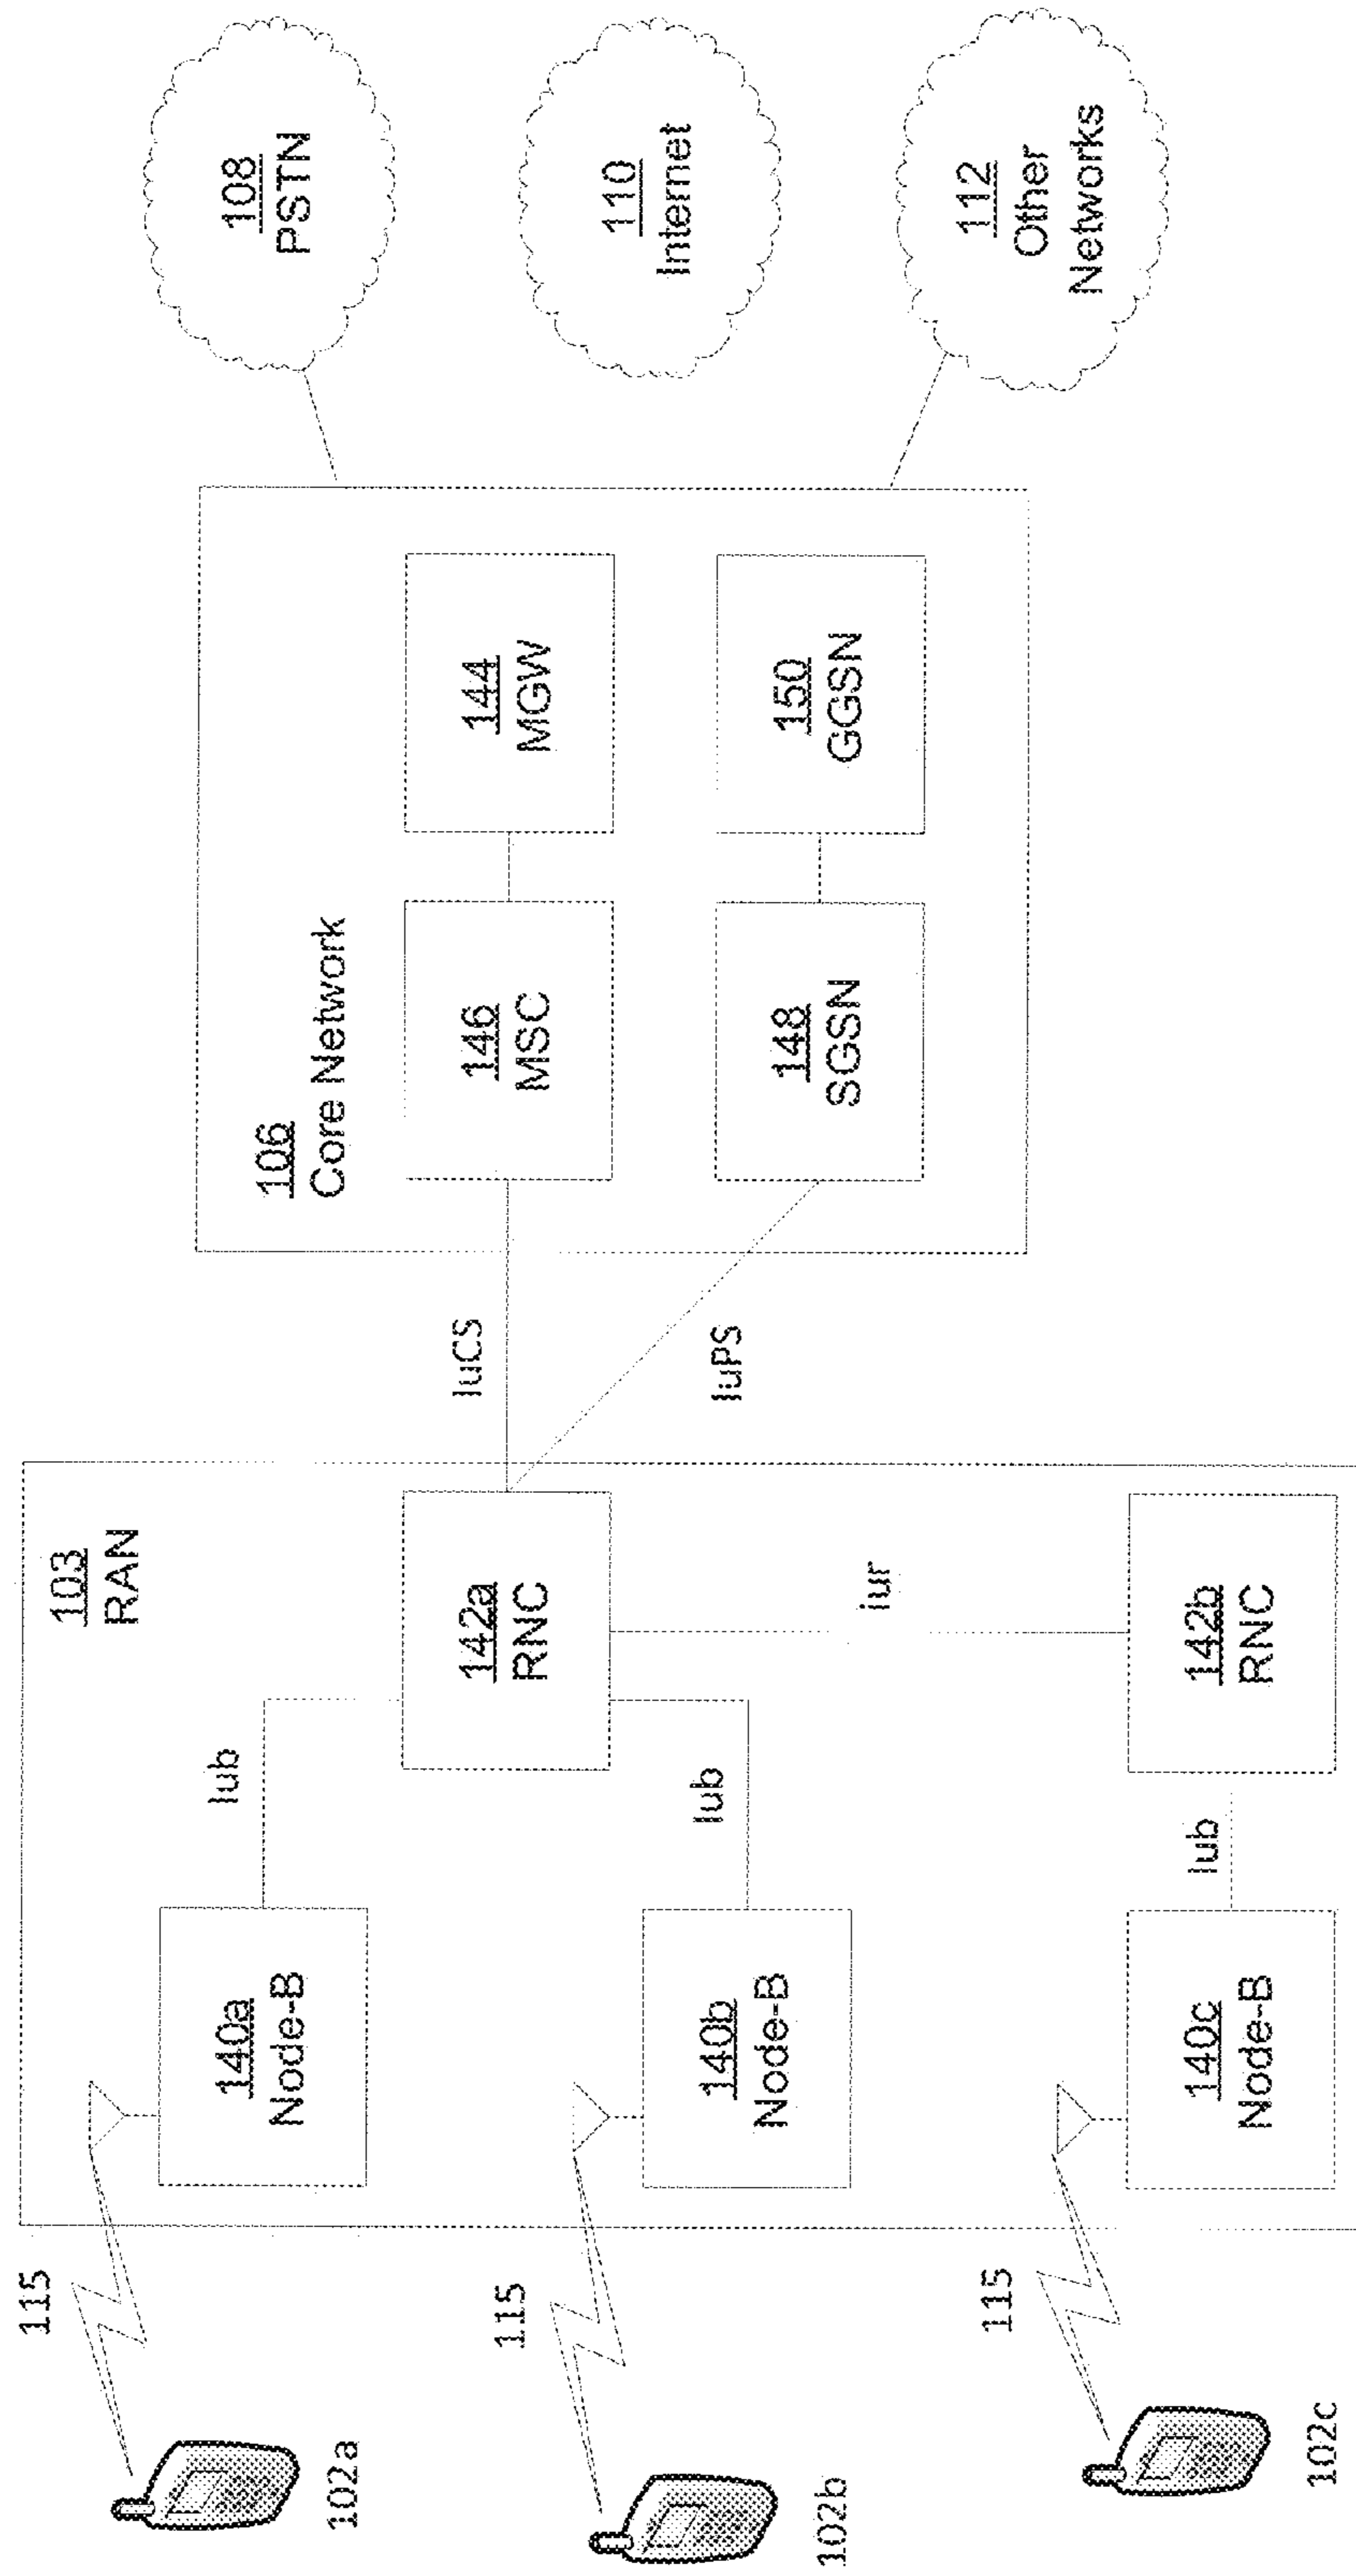 103
RAN
115
102a
140a
Node-B
Iub
142a
RNC
115
102b
140b
Node-B
Iub
iur
115
102c
140c
Node-B
Iub
142b
RNC
IuCS
IuPS
106
Core Network
146
MSC
144
MGW
148
SGSN
150
GGSN
108
PSTN
110
Internet
112
Other
Networks